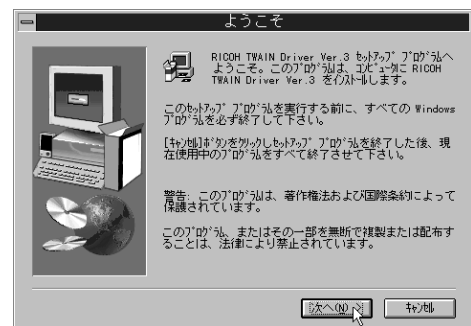 ようこそ
RICOH TWAIN Driver Ver.3 ｾｯﾄｱｯﾌﾟ ﾌﾟﾛｸﾞﾗﾑへ
ようこそ。このﾌﾟﾛｸﾞﾗﾑは、ｺﾝﾋﾟｭｰﾀに RICOH
TWAIN Driver Ver.3 をｲﾝｽﾄｰﾙします。
このｾｯﾄｱｯﾌﾟ ﾌﾟﾛｸﾞﾗﾑを実行する前に、すべての Windows
ﾌﾟﾛｸﾞﾗﾑを必ず終了して下さい。
[ｷｬﾝｾﾙ]ﾎﾞﾀﾝをｸﾘｯｸしｾｯﾄｱｯﾌﾟ ﾌﾟﾛｸﾞﾗﾑを終了した後、現
在使用中のﾌﾟﾛｸﾞﾗﾑをすべて終了させて下さい。
警告: このﾌﾟﾛｸﾞﾗﾑは、著作権法および国際条約によって
保護されています。
このﾌﾟﾛｸﾞﾗﾑ、またはその一部を無断で複製または配布す
ることは、法律により禁止されています。
次へ(N) >
ｷｬﾝｾﾙ